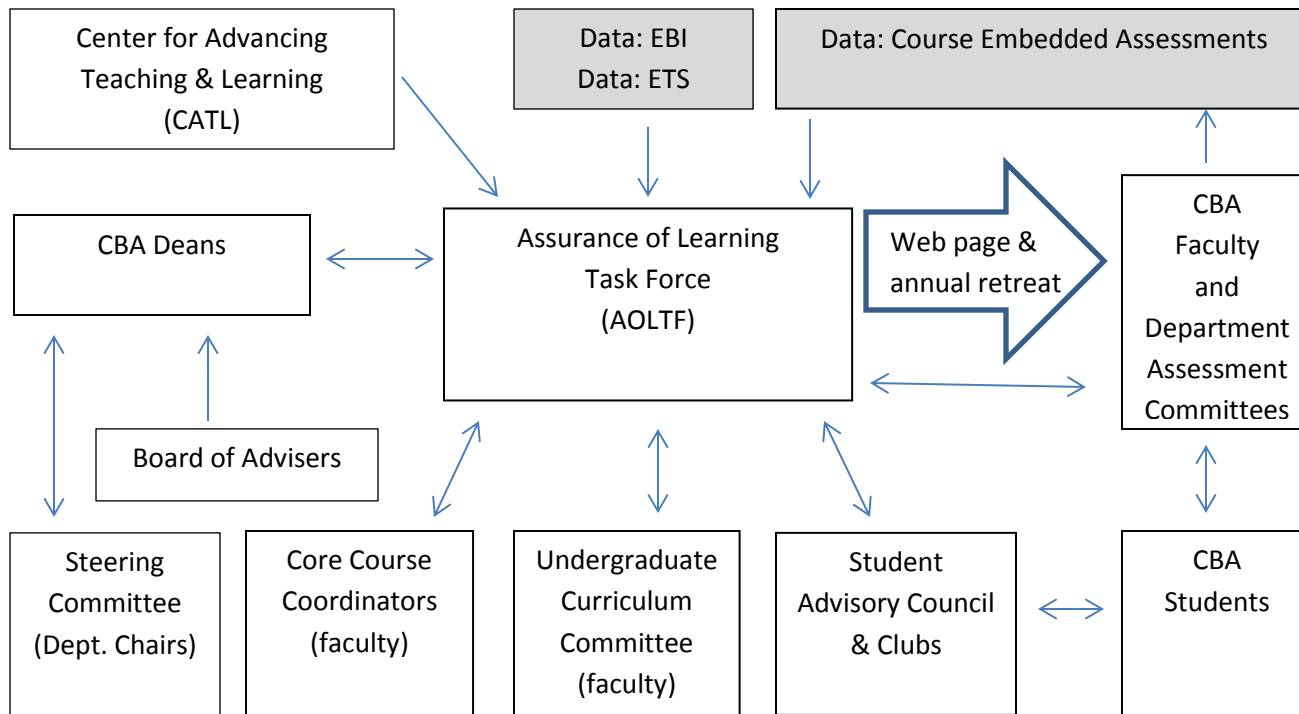 Center for Advancing
Teaching & Learning
(CATL)
Data: EBI
Data: ETS
Data: Course Embedded Assessments
CBA Deans
Assurance of Learning
Task Force
(AOLTF)
Web page &
annual retreat
CBA
Faculty
and
Department
Assessment
Committees
Board of Advisers
Steering
Committee
(Dept. Chairs)
Core Course
Coordinators
(faculty)
Undergraduate
Curriculum
Committee
(faculty)
Student
Advisory Council
& Clubs
CBA
Students